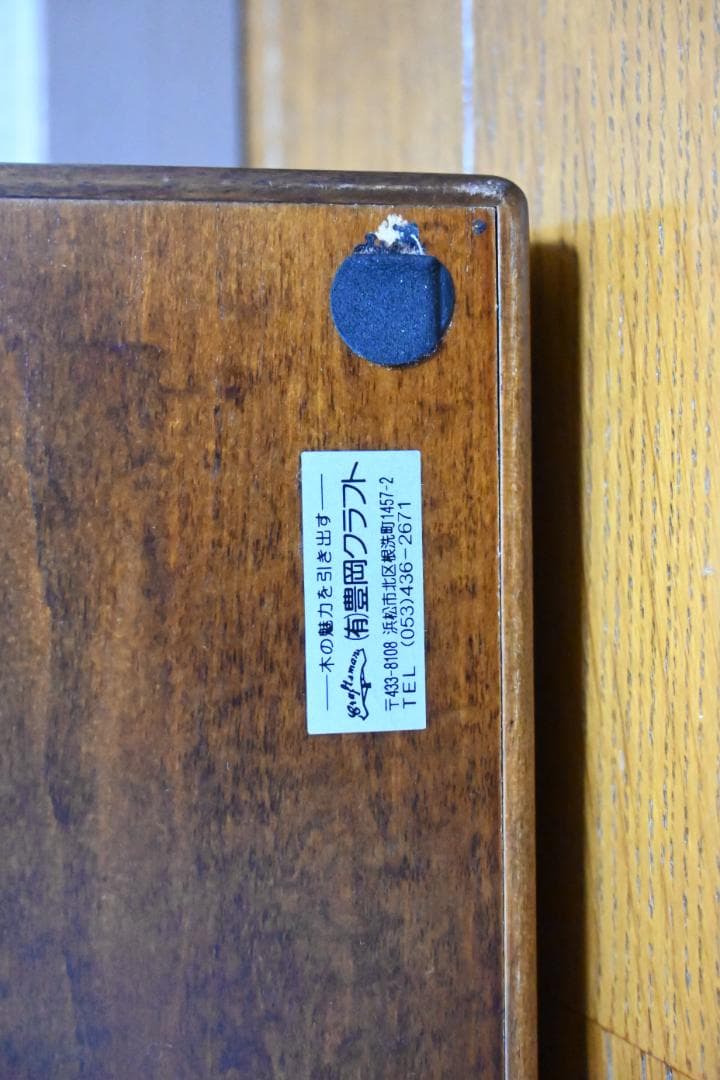 木の魅力を引き出す
Craftsman (有)豊岡クラフト
〒433-8108 浜松市北区根洗町1457-2
TEL (053)436-2671